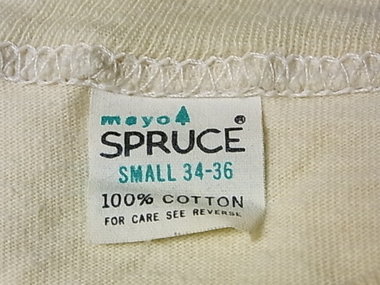 mayo
SPRUCE®
SMALL 34-36
100% COTTON
FOR CARE SEE REVERSE